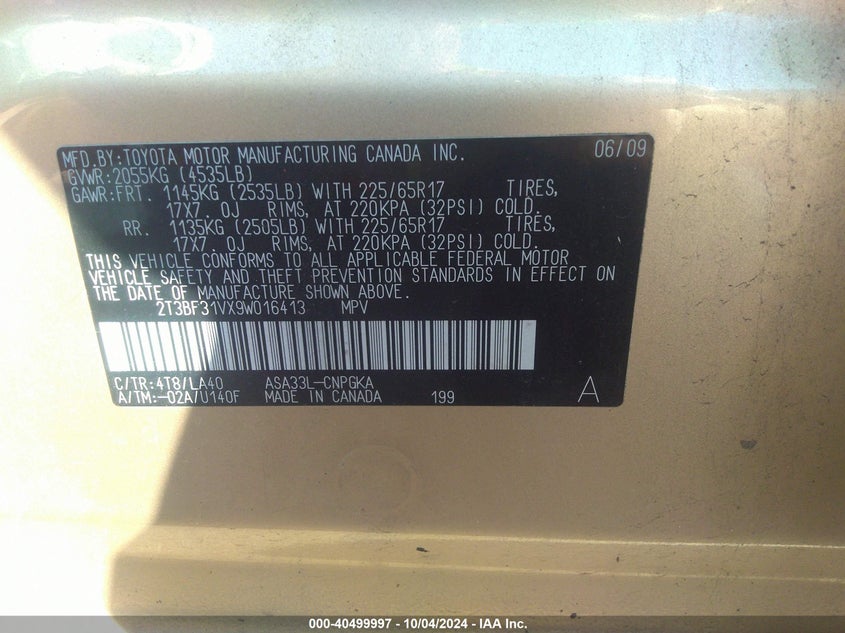 MFD.BY:TOYOTA MOTOR MANUFACTURING CANADA INC. 06/09
GVWR:2055KG (4535LB)
GAWR:FRT. 1145KG (2535LB) WITH 225/65R17 TIRES,
17X7. 0J RIMS, AT 220KPA (32PSI) COLD.
RR. 1135KG (2505LB) WITH 225/65R17 TIRES,
17X7. 0J RIMS, AT 220KPA (32PSI) COLD.
THIS VEHICLE CONFORMS TO ALL APPLICABLE FEDERAL MOTOR
VEHICLE SAFETY AND THEFT PREVENTION STANDARDS IN EFFECT ON
THE DATE OF MANUFACTURE SHOWN ABOVE.
2T3BF31VX9W016413 MPV
C/TR:4T8/LA40 ASA33L-CNPGKA
A/TM:-02A/U140F MADE IN CANADA 199 A
000-40499997 - 10/04/2024 - IAA Inc.